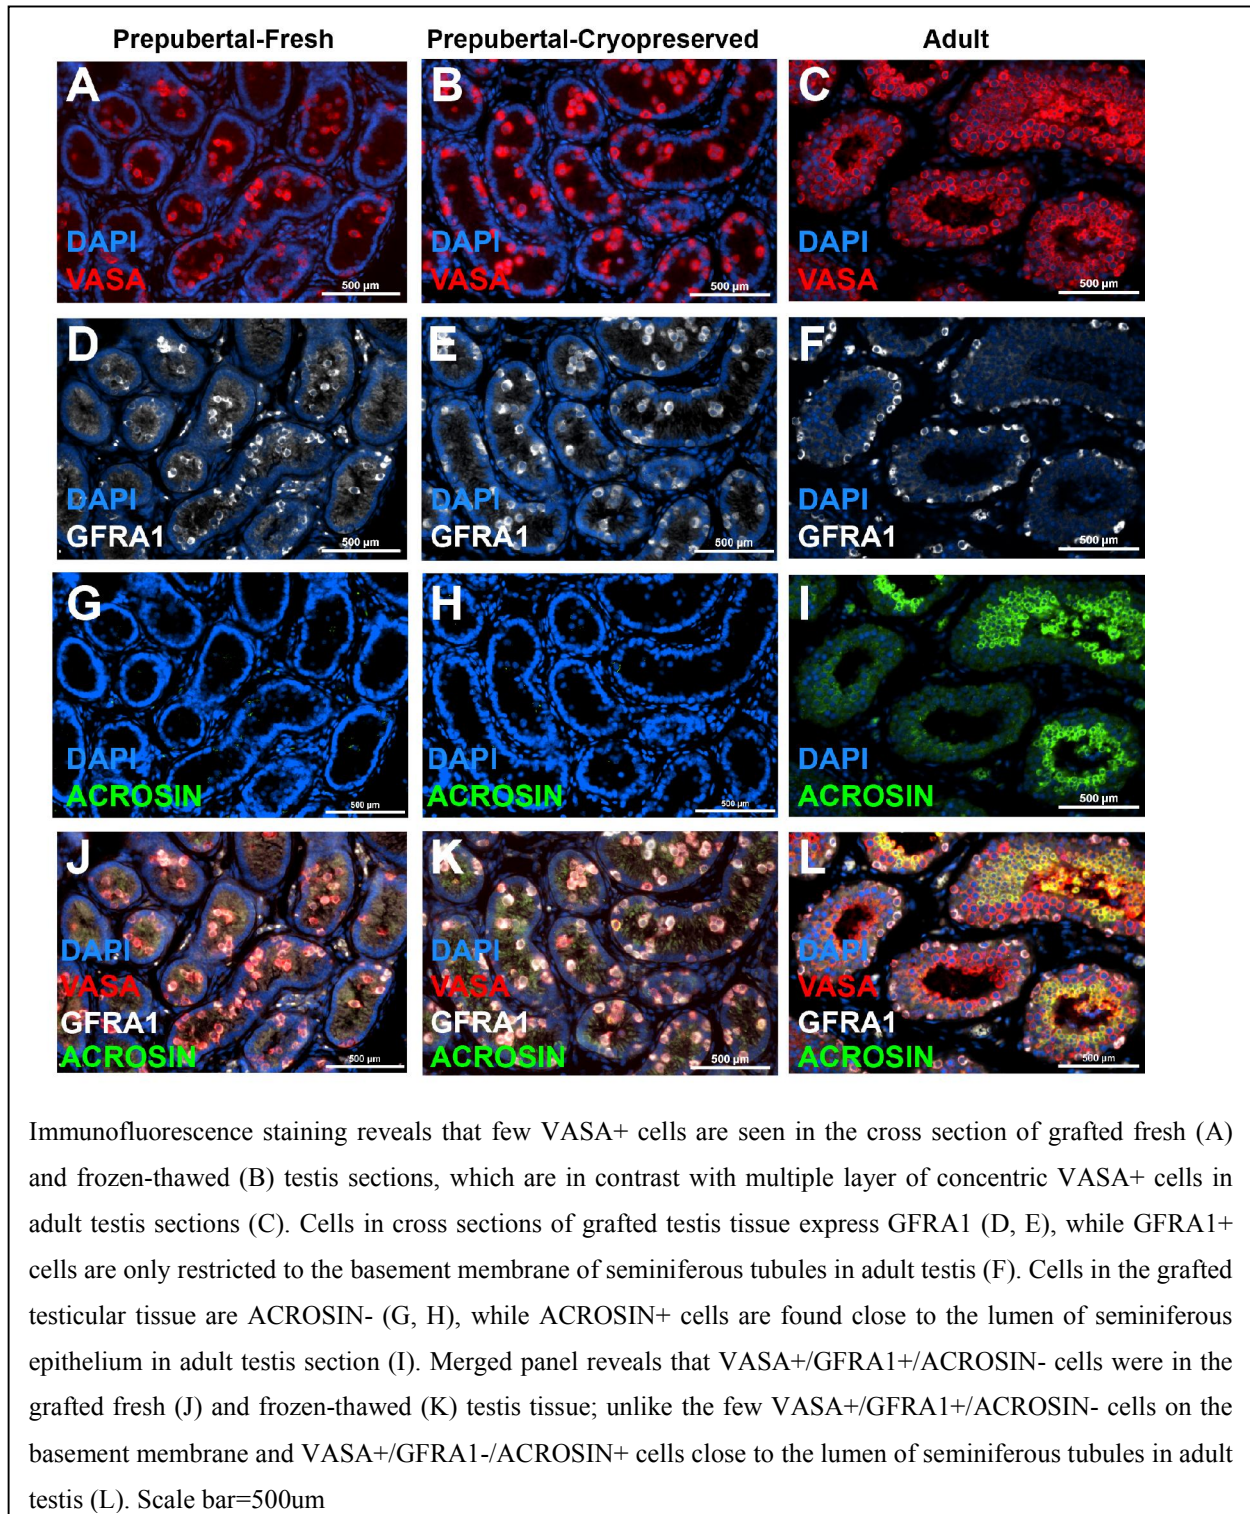 Prepubertal-Fresh Prepubertal-Cryopreserved Adult
A B C
DAPI DAPI DAPI
VASA VASA VASA
500 µm 500 µm 500 µm
D E F
DAPI DAPI DAPI
GFRA1 GFRA1 GFRA1
500 µm 500 µm 500 µm
G H I
DAPI DAPI DAPI
ACROSIN ACROSIN ACROSIN
500 µm 500 µm 500 µm
J K L
DAPI DAPI DAPI
VASA VASA VASA
GFRA1 GFRA1 GFRA1
ACROSIN ACROSIN ACROSIN
500 µm 500 µm 500 µm
Immunofluorescence staining reveals that few VASA+ cells are seen in the cross section of grafted fresh (A)
and frozen-thawed (B) testis sections, which are in contrast with multiple layer of concentric VASA+ cells in
adult testis sections (C). Cells in cross sections of grafted testis tissue express GFRA1 (D, E), while GFRA1+
cells are only restricted to the basement membrane of seminiferous tubules in adult testis (F). Cells in the grafted
testicular tissue are ACROSIN- (G, H), while ACROSIN+ cells are found close to the lumen of seminiferous
epithelium in adult testis section (I). Merged panel reveals that VASA+/GFRA1+/ACROSIN- cells were in the
grafted fresh (J) and frozen-thawed (K) testis tissue; unlike the few VASA+/GFRA1+/ACROSIN- cells on the
basement membrane and VASA+/GFRA1-/ACROSIN+ cells close to the lumen of seminiferous tubules in adult
testis (L). Scale bar=500um